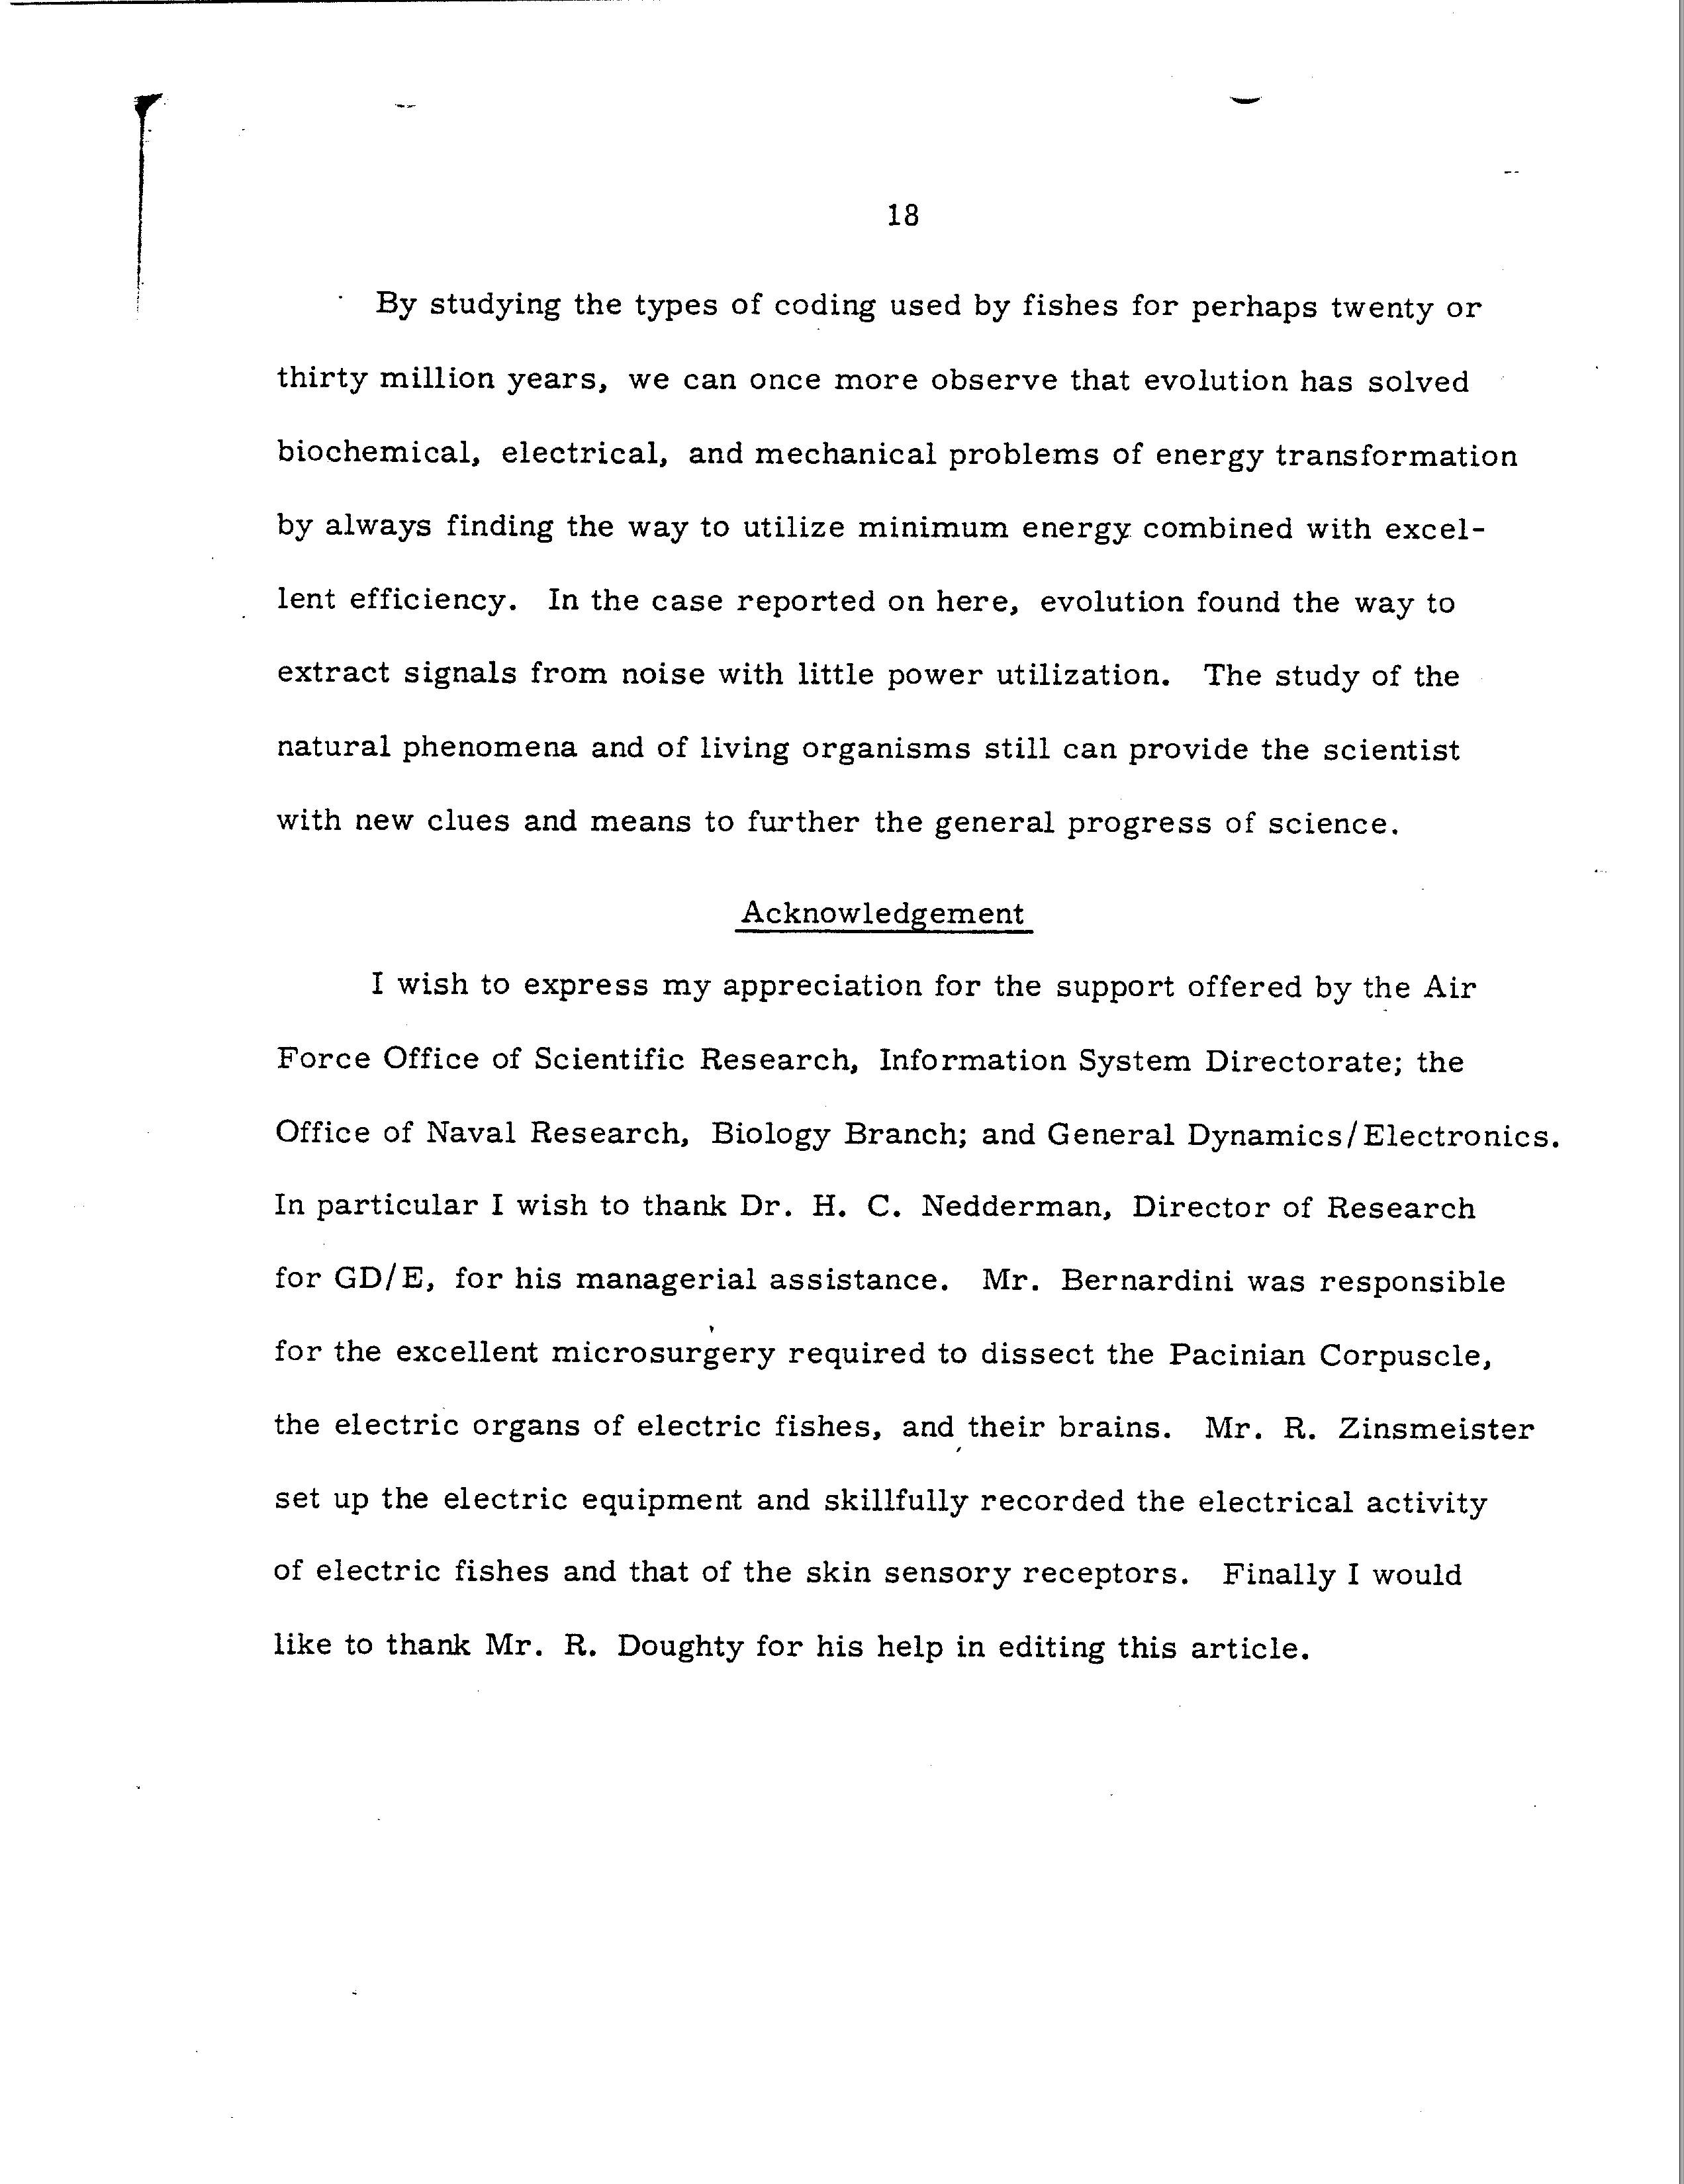 18
By studying the types of coding used by fishes for perhaps twenty or
thirty million years, we can once more observe that evolution has solved
biochemical, electrical, and mechanical problems of energy transformation
by always finding the way to utilize minimum energy combined with excel-
lent efficiency. In the case reported on here, evolution found the way to
extract signals from noise with little power utilization. The study of the
natural phenomena and of living organisms still can provide the scientist
with new clues and means to further the general progress of science.
Acknowledgement
I wish to express my appreciation for the support offered by the Air
Force Office of Scientific Research, Information System Directorate; the
Office of Naval Research, Biology Branch; and General Dynamics/Electronics.
In particular I wish to thank Dr. H. C. Nedderman, Director of Research
for GD/E, for his managerial assistance. Mr. Bernardini was responsible
for the excellent microsurgery required to dissect the Pacinian Corpuscle,
the electric organs of electric fishes, and their brains. Mr. R. Zinsmeister
set up the electric equipment and skillfully recorded the electrical activity
of electric fishes and that of the skin sensory receptors. Finally I would
like to thank Mr. R. Doughty for his help in editing this article.